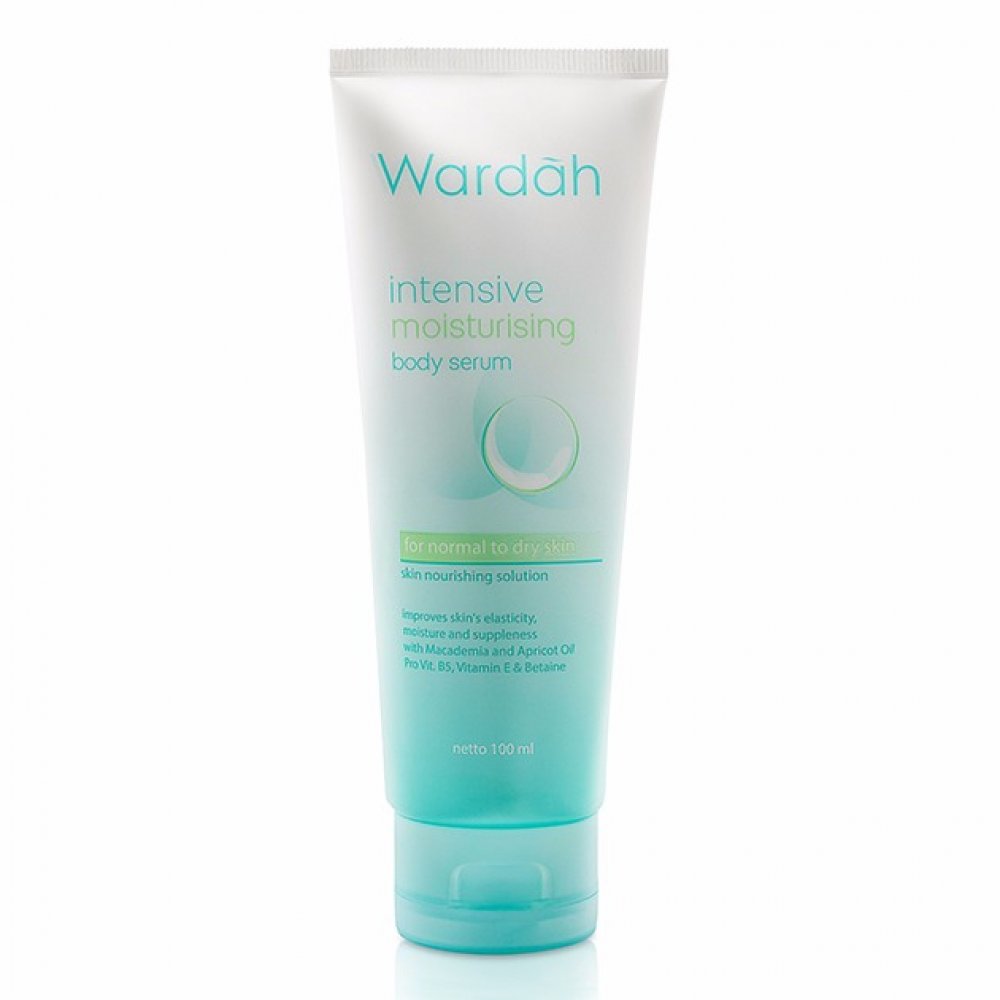 Wardàh
intensive
moisturising
body serum
for normal to dry skin
skin nourishing solution
improves skin's elasticity,
moisture and suppleness
with Macademia and Apricot Oil
Pro Vit. B5, Vitamin E & Betaine
netto 100 ml